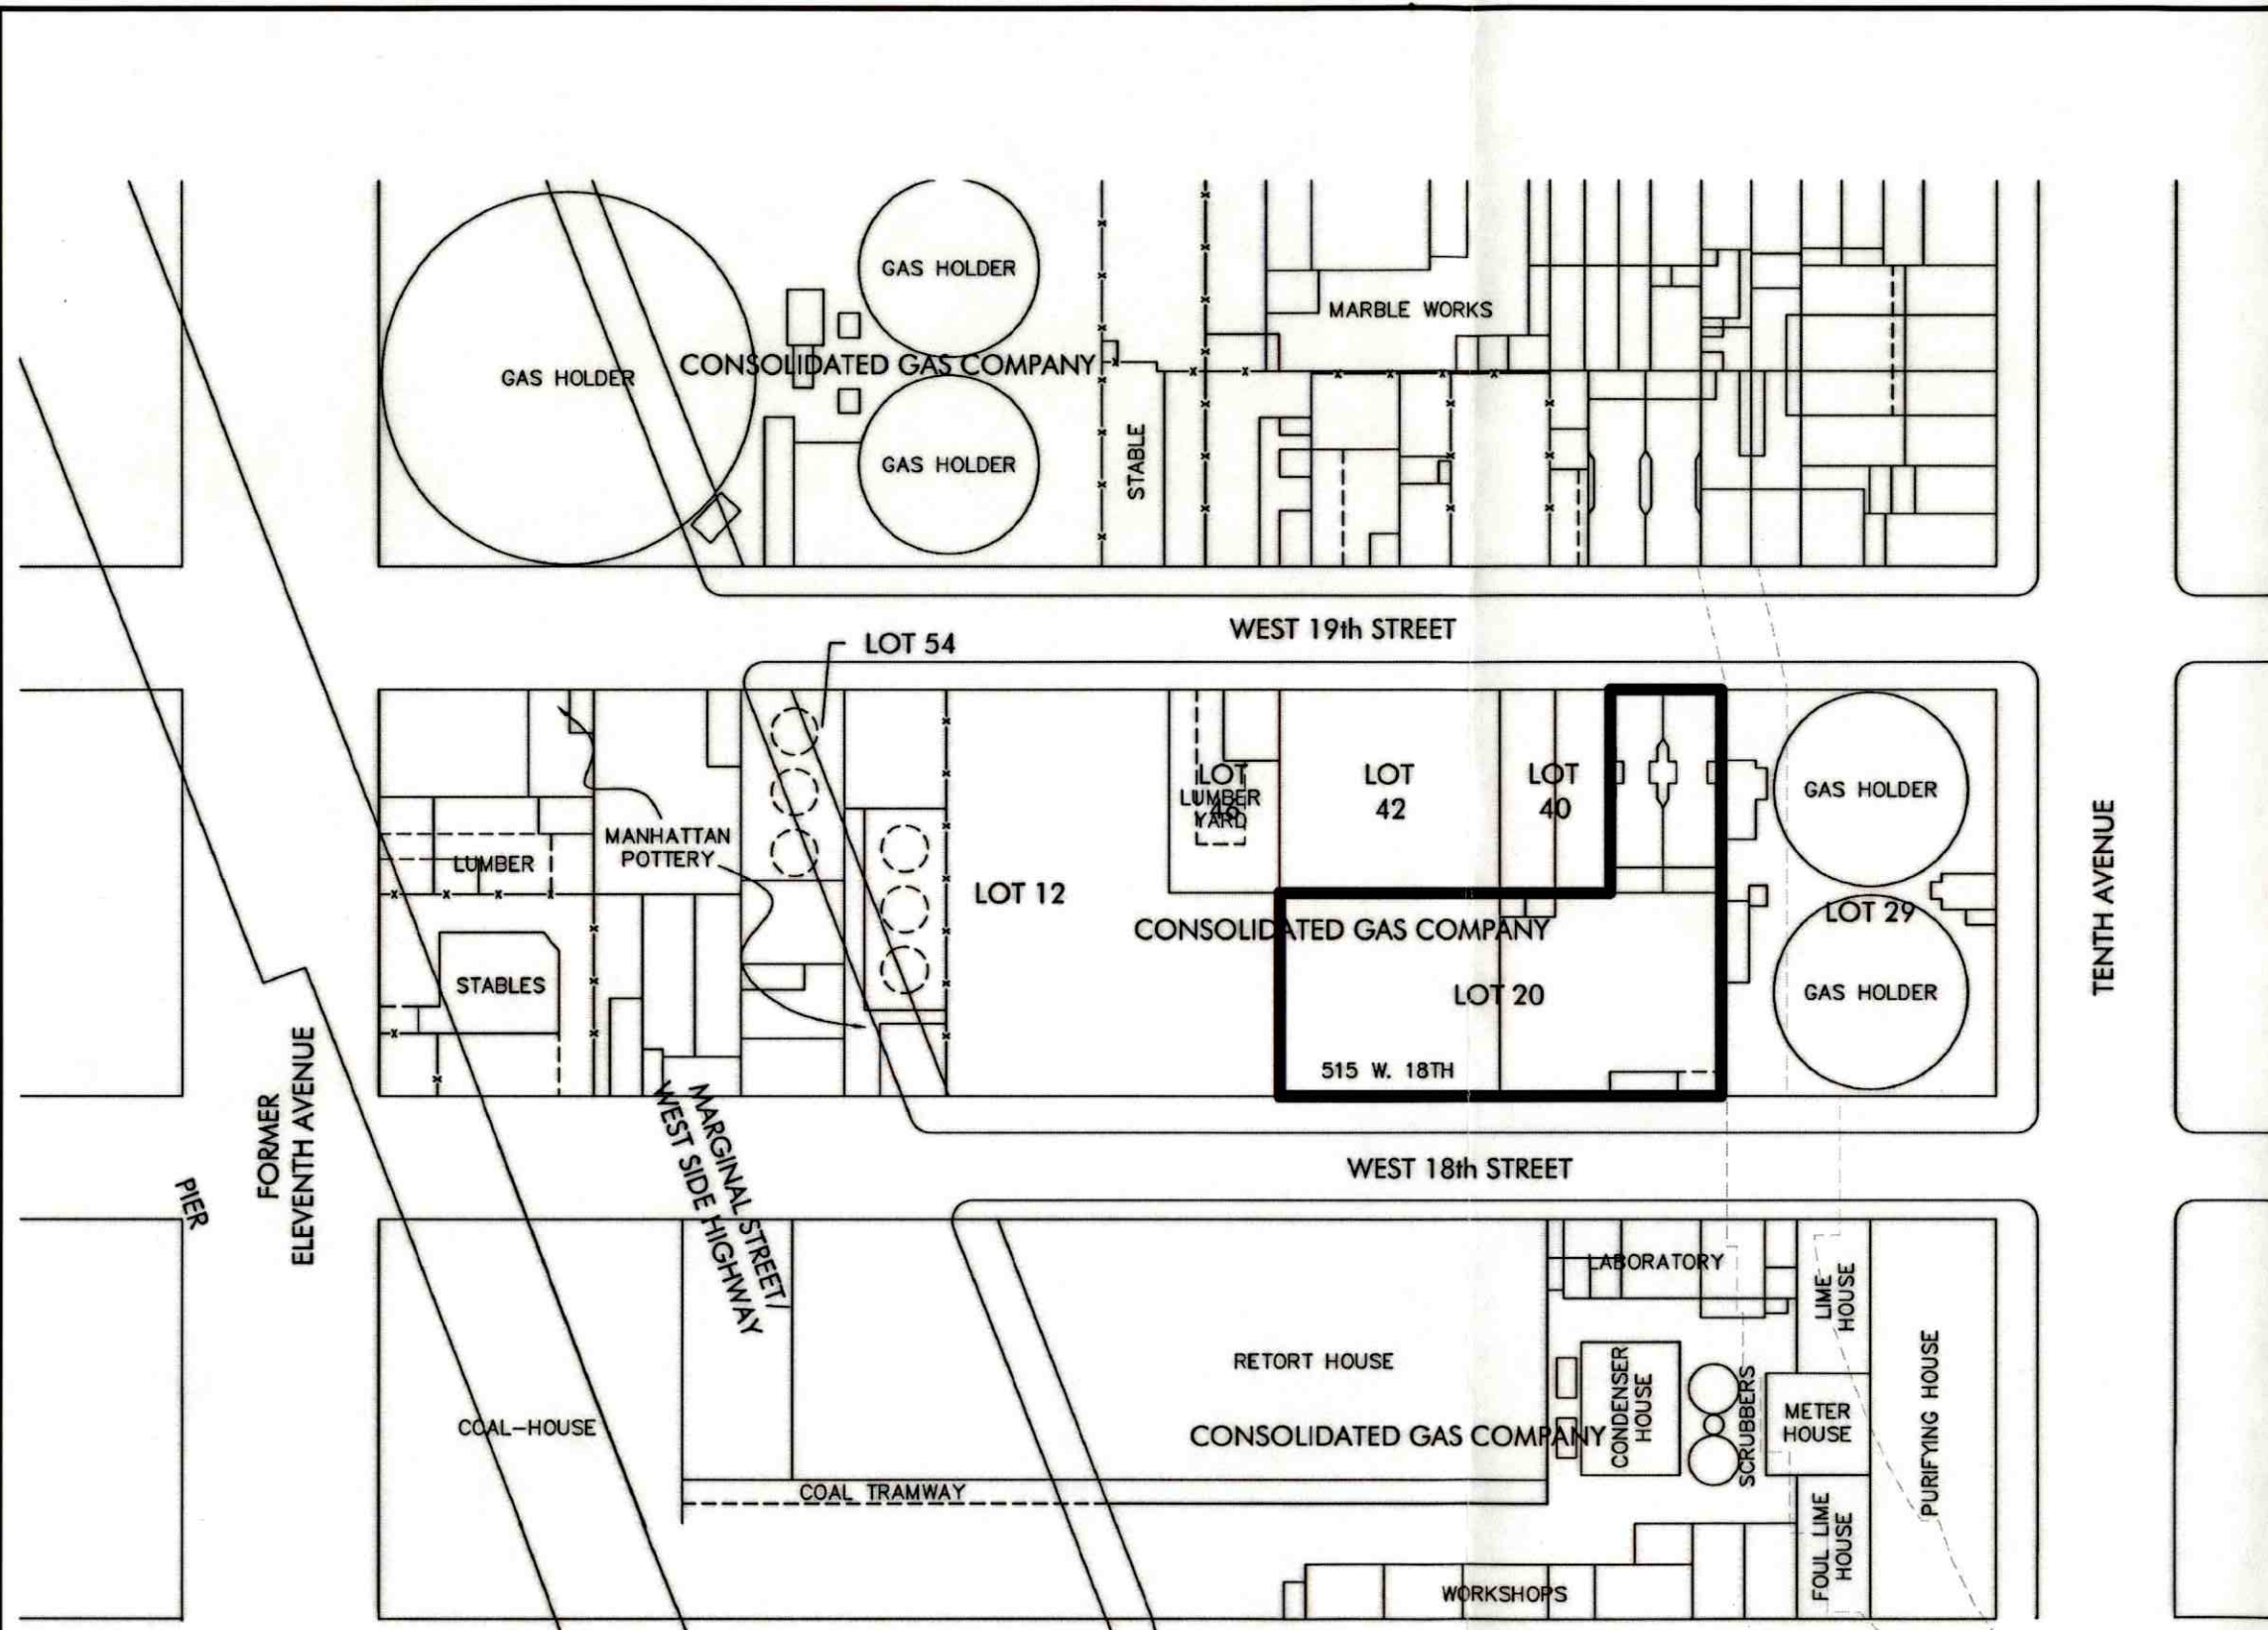 GAS HOLDER
MARBLE WORKS
CONSOLIDATED GAS COMPANY
GAS HOLDER
GAS HOLDER
STABLE
WEST 19th STREET
LOT 54
LOT
46
LUMBER
YARD
LOT
42
LOT
40
GAS HOLDER
MANHATTAN
POTTERY
LUMBER
LOT 12
LOT 29
CONSOLIDATED GAS COMPANY
TENTH AVENUE
STABLES
LOT 20
GAS HOLDER
515 W. 18TH
FORMER
ELEVENTH AVENUE
MARGINAL STREET/
WEST SIDE HIGHWAY
PIER
WEST 18th STREET
LABORATORY
LIME
HOUSE
RETORT HOUSE
CONDENSER
HOUSE
SCRUBBERS
METER
HOUSE
PURIFYING HOUSE
COAL-HOUSE
CONSOLIDATED GAS COMPANY
COAL TRAMWAY
FOUL LIME
HOUSE
WORKSHOPS